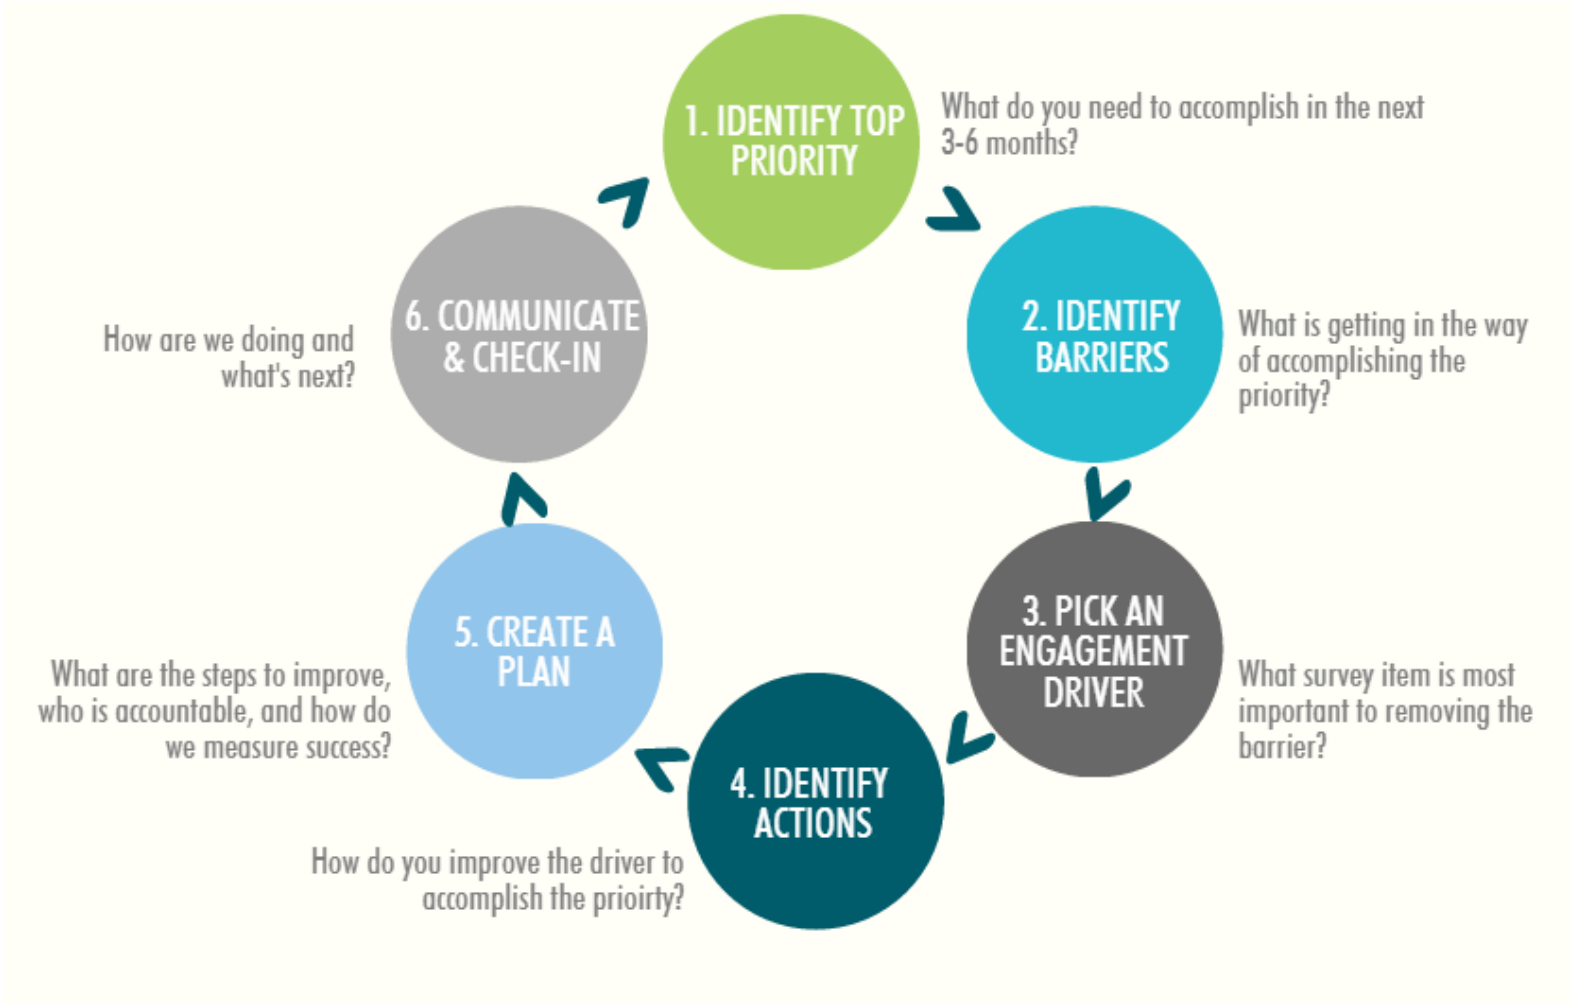 1. IDENTIFY TOP
PRIORITY
What do you need to accomplish in the next
3-6 months?
2. IDENTIFY
BARRIERS
What is getting in the way
of accomplishing the
priority?
3. PICK AN
ENGAGEMENT
DRIVER
What survey item is most
important to removing the
barrier?
4. IDENTIFY
ACTIONS
How do you improve the driver to
accomplish the prioirty?
5. CREATE A
PLAN
What are the steps to improve,
who is accountable, and how do
we measure success?
6. COMMUNICATE
& CHECK-IN
How are we doing and
what's next?